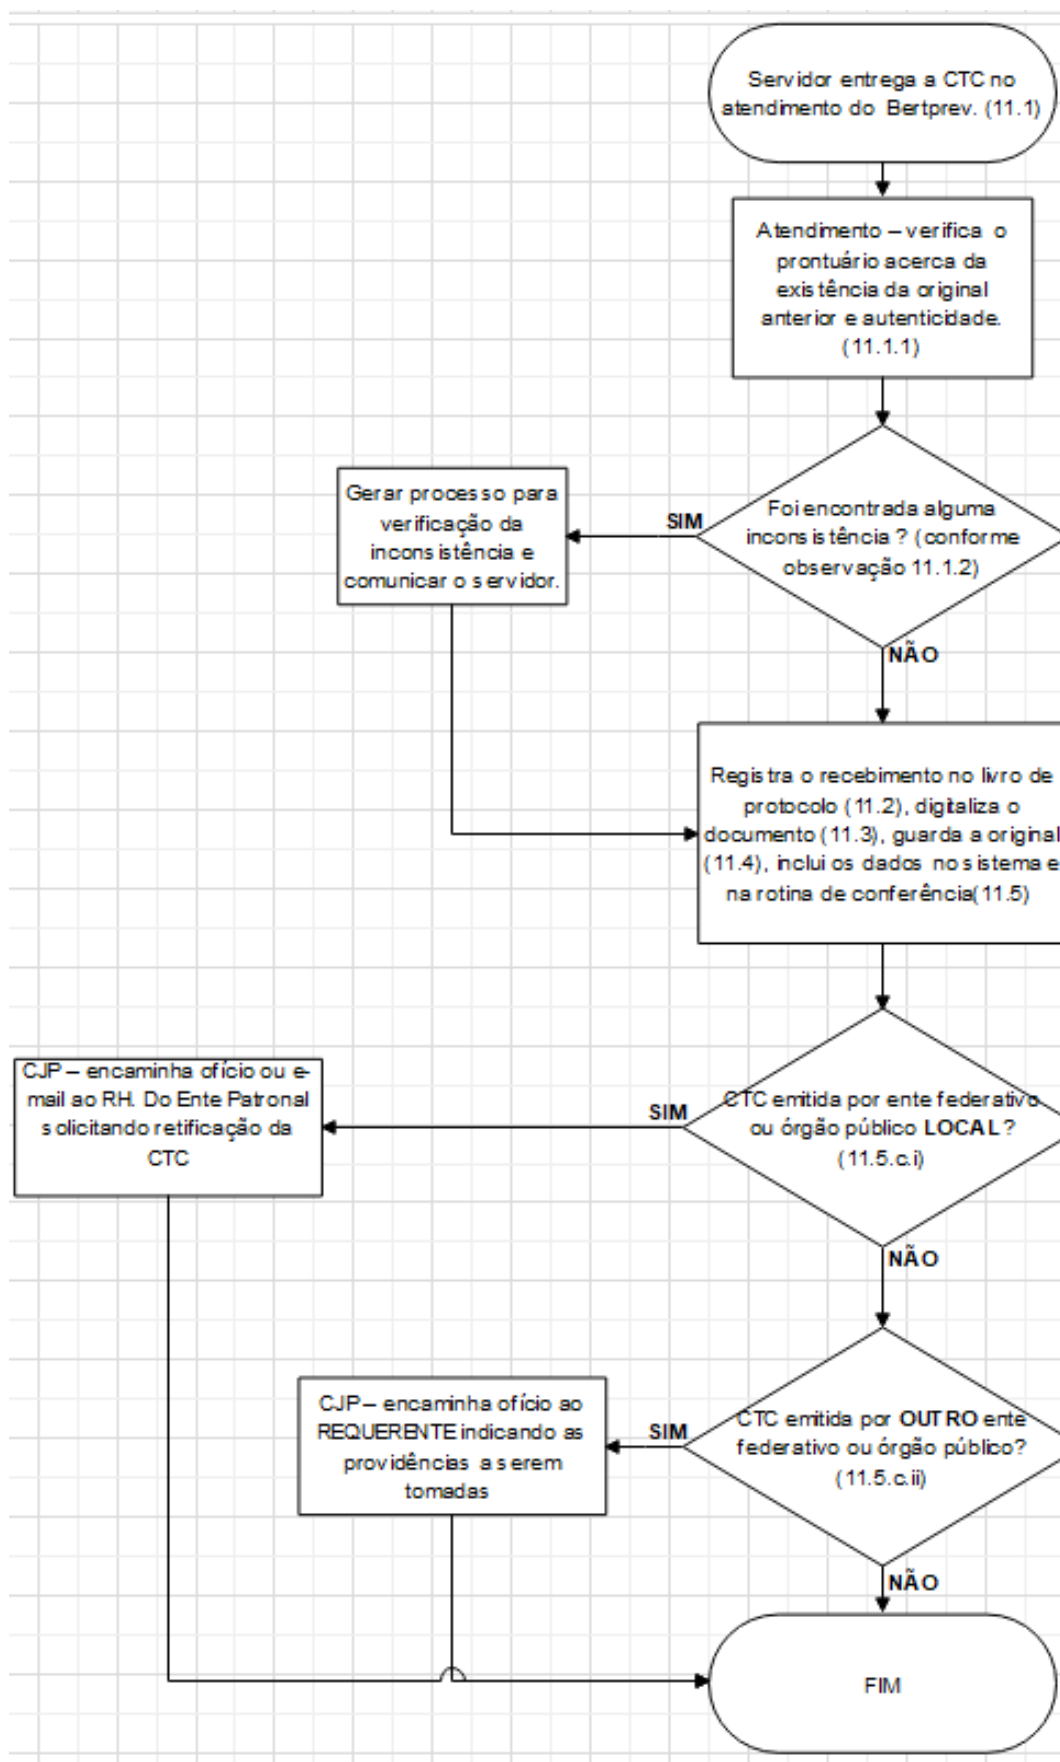 Servidor entrega a CTC no
atendimento do Bertprev. (11.1)
Atendimento – verifica o
prontuário acerca da
existência da original
anterior e autenticidade.
(11.1.1)
Foi encontrada alguma
inconsistência? (conforme
observação 11.1.2)
SIM
Gerar processo para
verificação da
inconsistência e
comunicar o servidor.
NÃO
Registra o recebimento no livro de
protocolo (11.2), digitaliza o
documento (11.3), guarda a original
(11.4), inclui os dados no sistema e
na rotina de conferência(11.5)
CTC emitida por ente federativo
ou órgão público LOCAL?
(11.5.c.i)
SIM
CJP – encaminha ofício ou e-
mail ao RH. Do Ente Patronal
solicitando retificação da
CTC
NÃO
CTC emitida por OUTRO ente
federativo ou órgão público?
(11.5.c.ii)
SIM
CJP – encaminha ofício ao
REQUERENTE indicando as
providências a serem
tomadas
NÃO
FIM